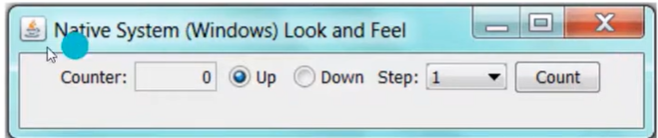 Native System (Windows) Look and Feel
Counter: 0 Up Down Step: 1 Count